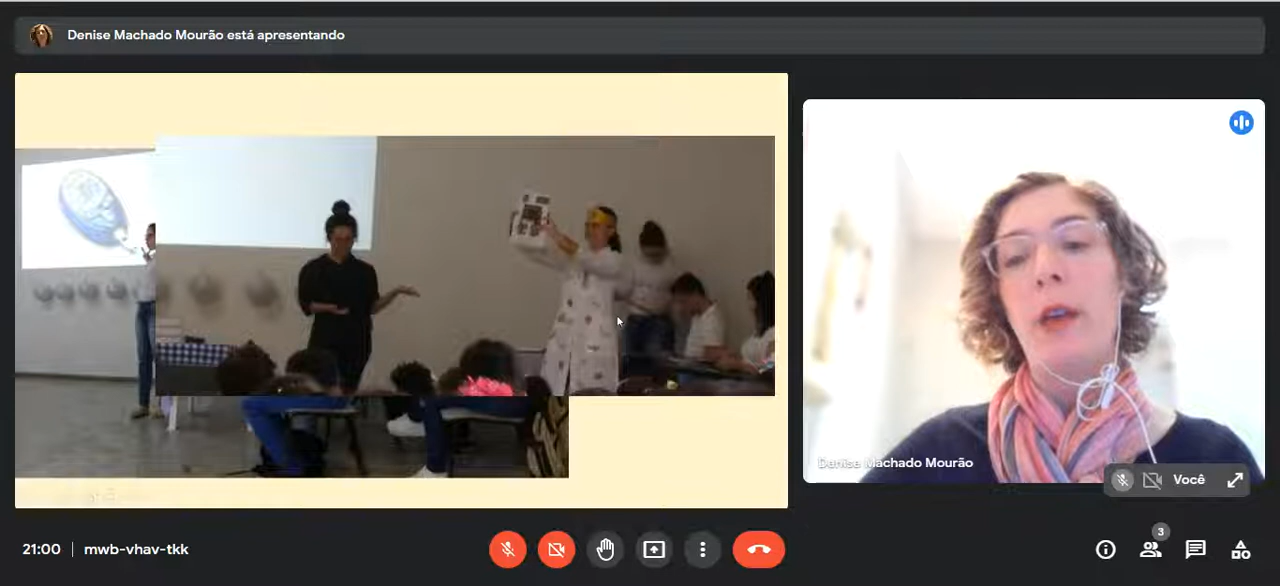 Denise Machado Mourão está apresentando
Denise Machado Mourão
Você
21:00 | mwb-vhav-tkk
3